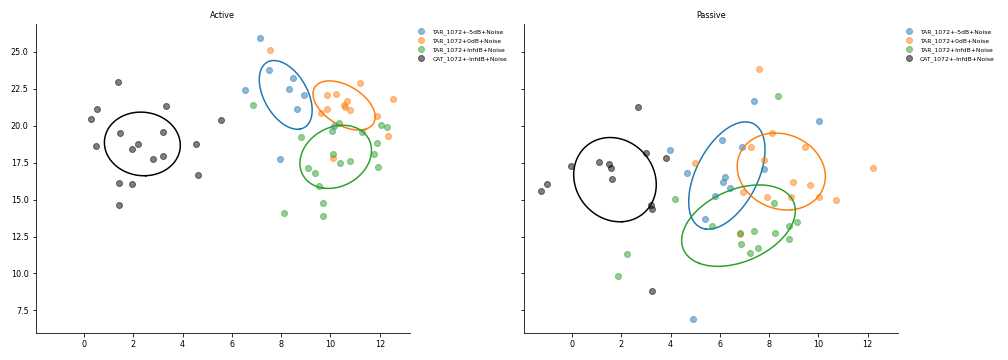 Active
TAR_1072+-5dB+Noise
TAR_1072+0dB+Noise
TAR_1072+InfdB+Noise
CAT_1072+-InfdB+Noise
25.0
22.5
20.0
17.5
15.0
12.5
10.0
7.5
0 2 4 6 8 10 12
Passive
TAR_1072+-5dB+Noise
TAR_1072+0dB+Noise
TAR_1072+InfdB+Noise
CAT_1072+-InfdB+Noise
0 2 4 6 8 10 12